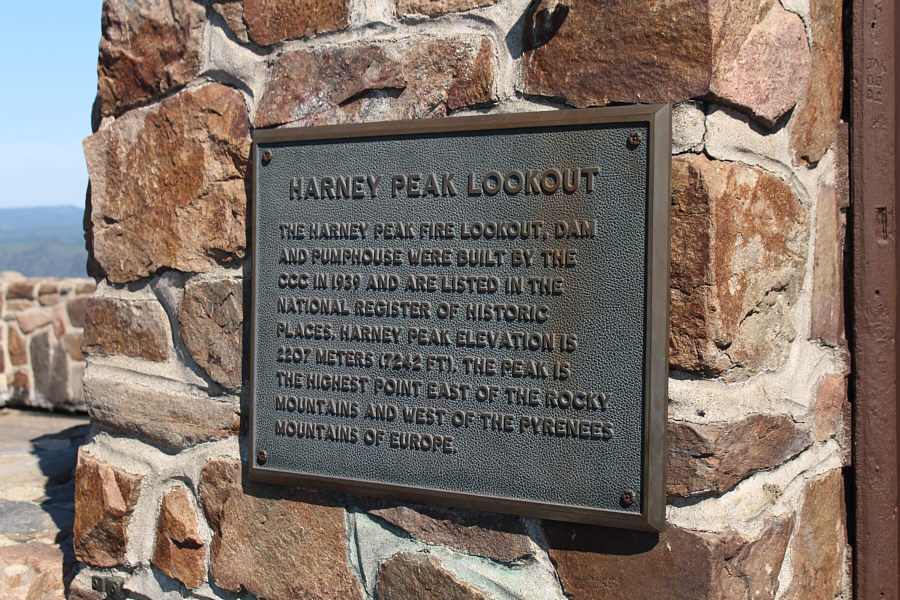 HARNEY PEAK LOOKOUT
THE HARNEY PEAK FIRE LOOKOUT, DAM
AND PUMPHOUSE WERE BUILT BY THE
CCC IN 1939 AND ARE LISTED IN THE
NATIONAL REGISTER OF HISTORIC
PLACES. HARNEY PEAK ELEVATION IS
2207 METERS (7242 FT). THE PEAK IS
THE HIGHEST POINT EAST OF THE ROCKY
MOUNTAINS AND WEST OF THE PYRENEES
MOUNTAINS OF EUROPE.